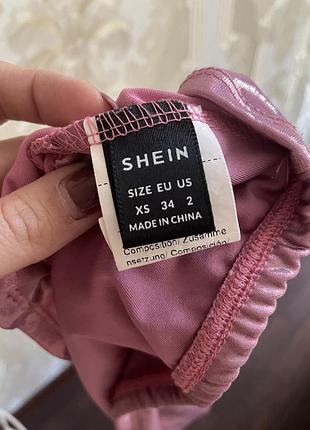 SHEIN
SIZE EU US
XS 34 2
MADE IN CHINA
Composition/ Zusamme
nsetzung/ Composición/